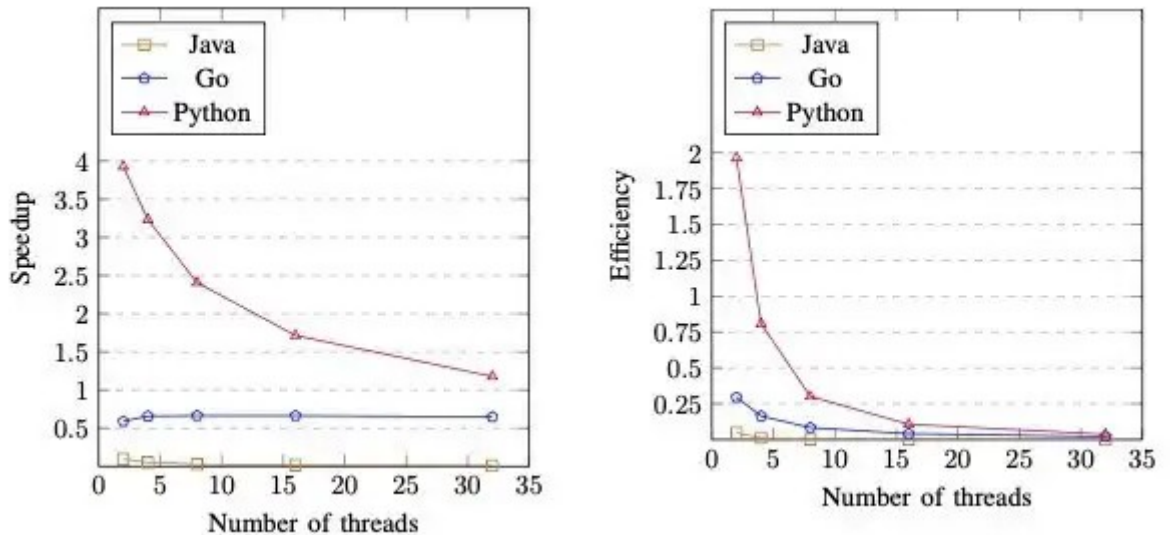 Java
Go
Python
4
3.5
3
2.5
2
1.5
1
0.5
Speedup
0 5 10 15 20 25 30 35
Number of threads
Java
Go
Python
2
1.75
1.5
1.25
1
0.75
0.5
0.25
Efficiency
0 5 10 15 20 25 30 35
Number of threads